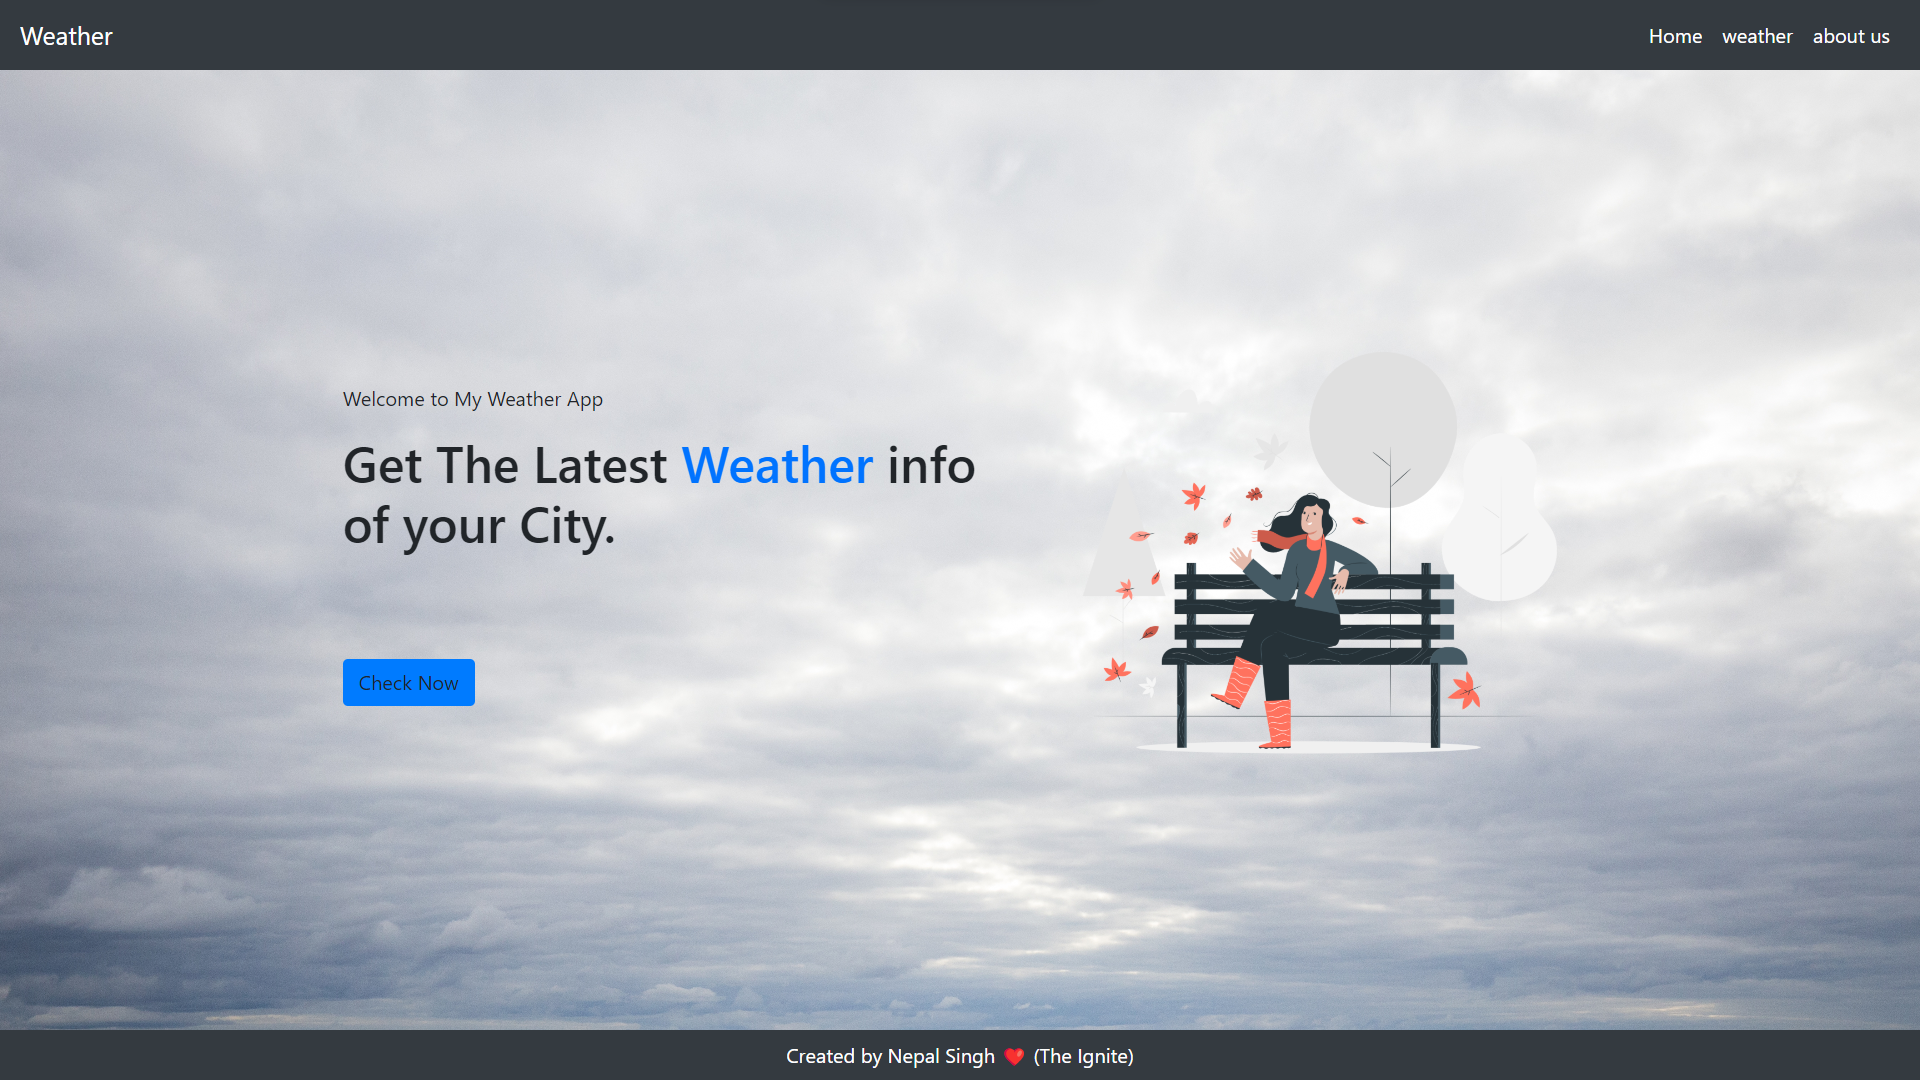 Weather
Home weather about us
Welcome to My Weather App
Get The Latest Weather info
of your City.
Check Now
Created by Nepal Singh ❤️ (The Ignite)